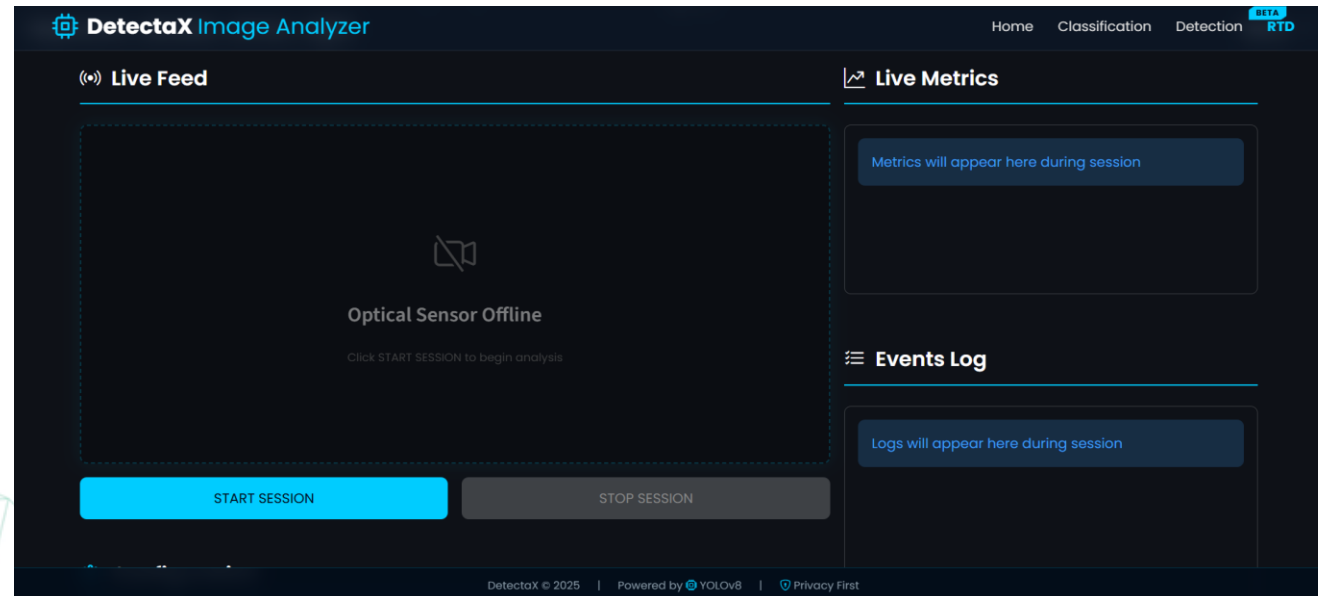 DetectaX Image Analyzer
Home Classification Detection RTD
BETA
Live Feed
Optical Sensor Offline
Click START SESSION to begin analysis
START SESSION STOP SESSION
Live Metrics
Metrics will appear here during session
Events Log
Logs will appear here during session
DetectaX © 2025 | Powered by YOLOv8 | Privacy First